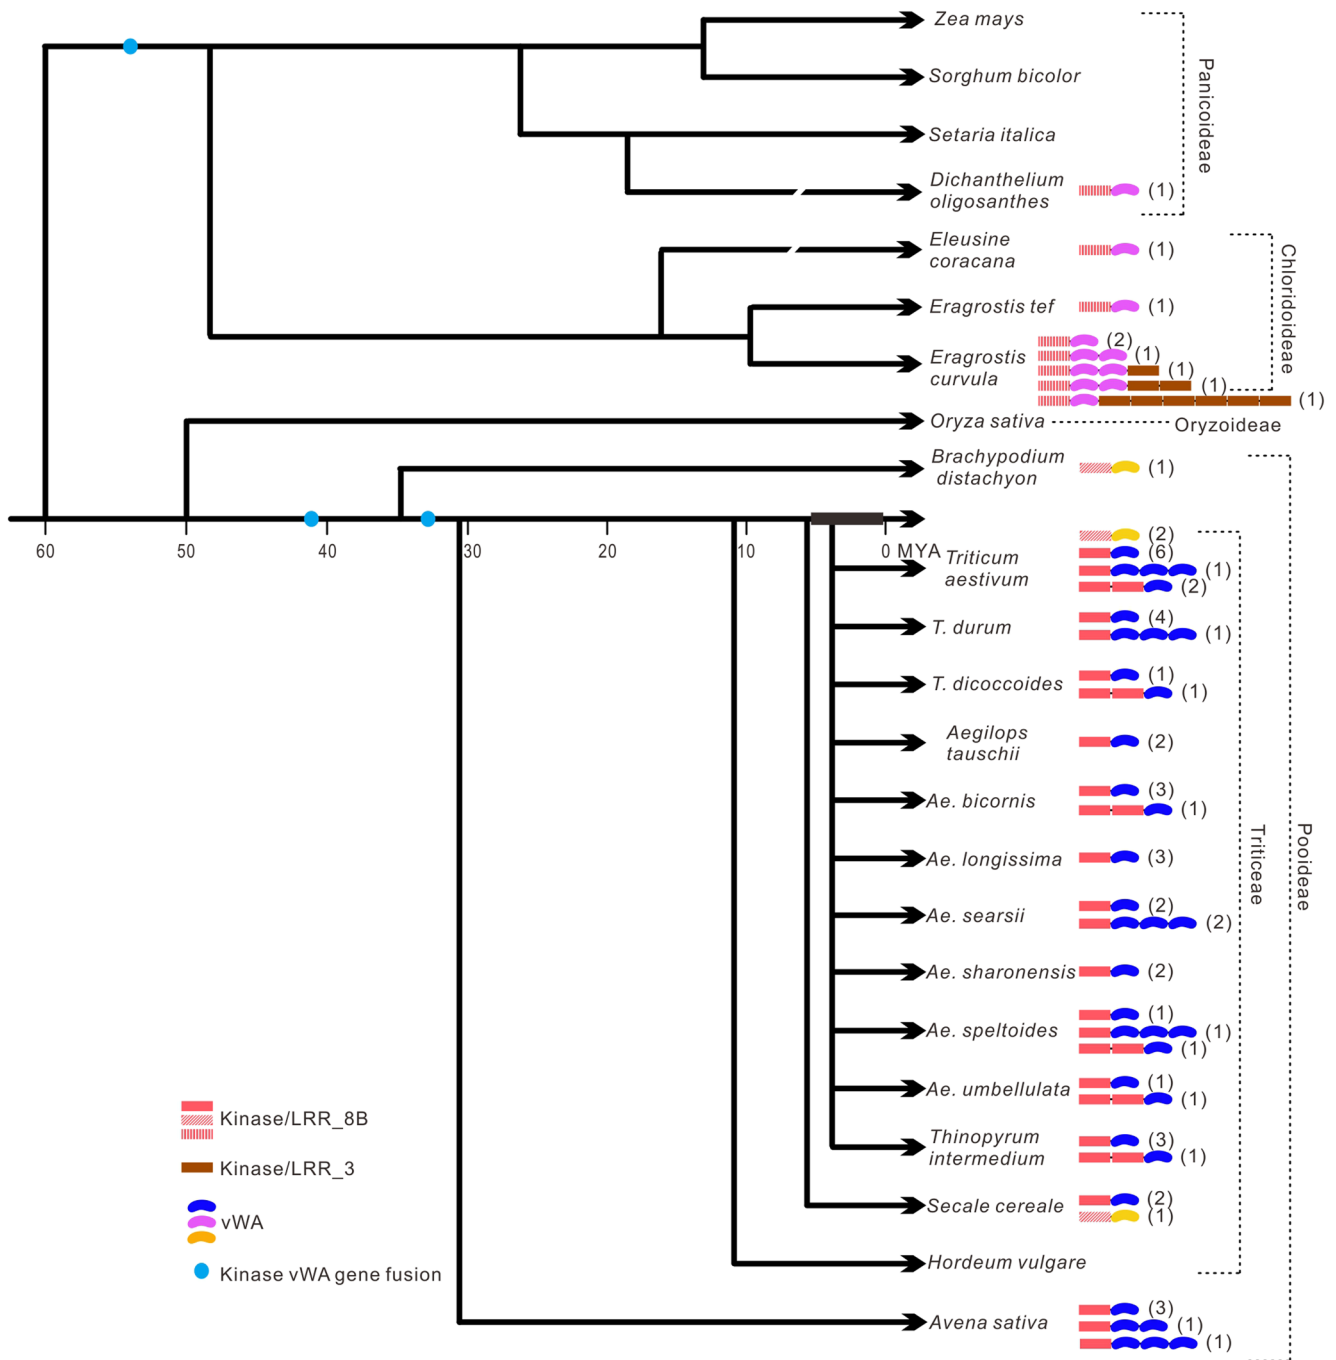 Zea mays
Sorghum bicolor
Setaria italica
Dichanthelium
oligosanthes
(1)
Panicoideae
Eleusine
coracana
(1)
Eragrostis tef
(1)
Eragrostis
curvula
(2)
(1)
(1)
(1)
(1)
Chloridoideae
Oryza sativa
Oryzoideae
Brachypodium
distachyon
(1)
60
50
40
30
20
10
0 MYA
Triticum
aestivum
(2)
(6)
(1)
(2)
T. durum
(4)
(1)
T. dicoccoides
(1)
(1)
Aegilops
tauschii
(2)
Ae. bicornis
(3)
(1)
Ae. longissima
(3)
Ae. searsii
(2)
(2)
Ae. sharonensis
(2)
Ae. speltoides
(1)
(1)
(1)
Ae. umbellulata
(1)
(1)
Thinopyrum
intermedium
(3)
(1)
Secale cereale
(2)
(1)
Hordeum vulgare
Triticeae
Avena sativa
(3)
(1)
(1)
Pooideae
Kinase/LRR_8B
Kinase/LRR_3
vWA
Kinase vWA gene fusion